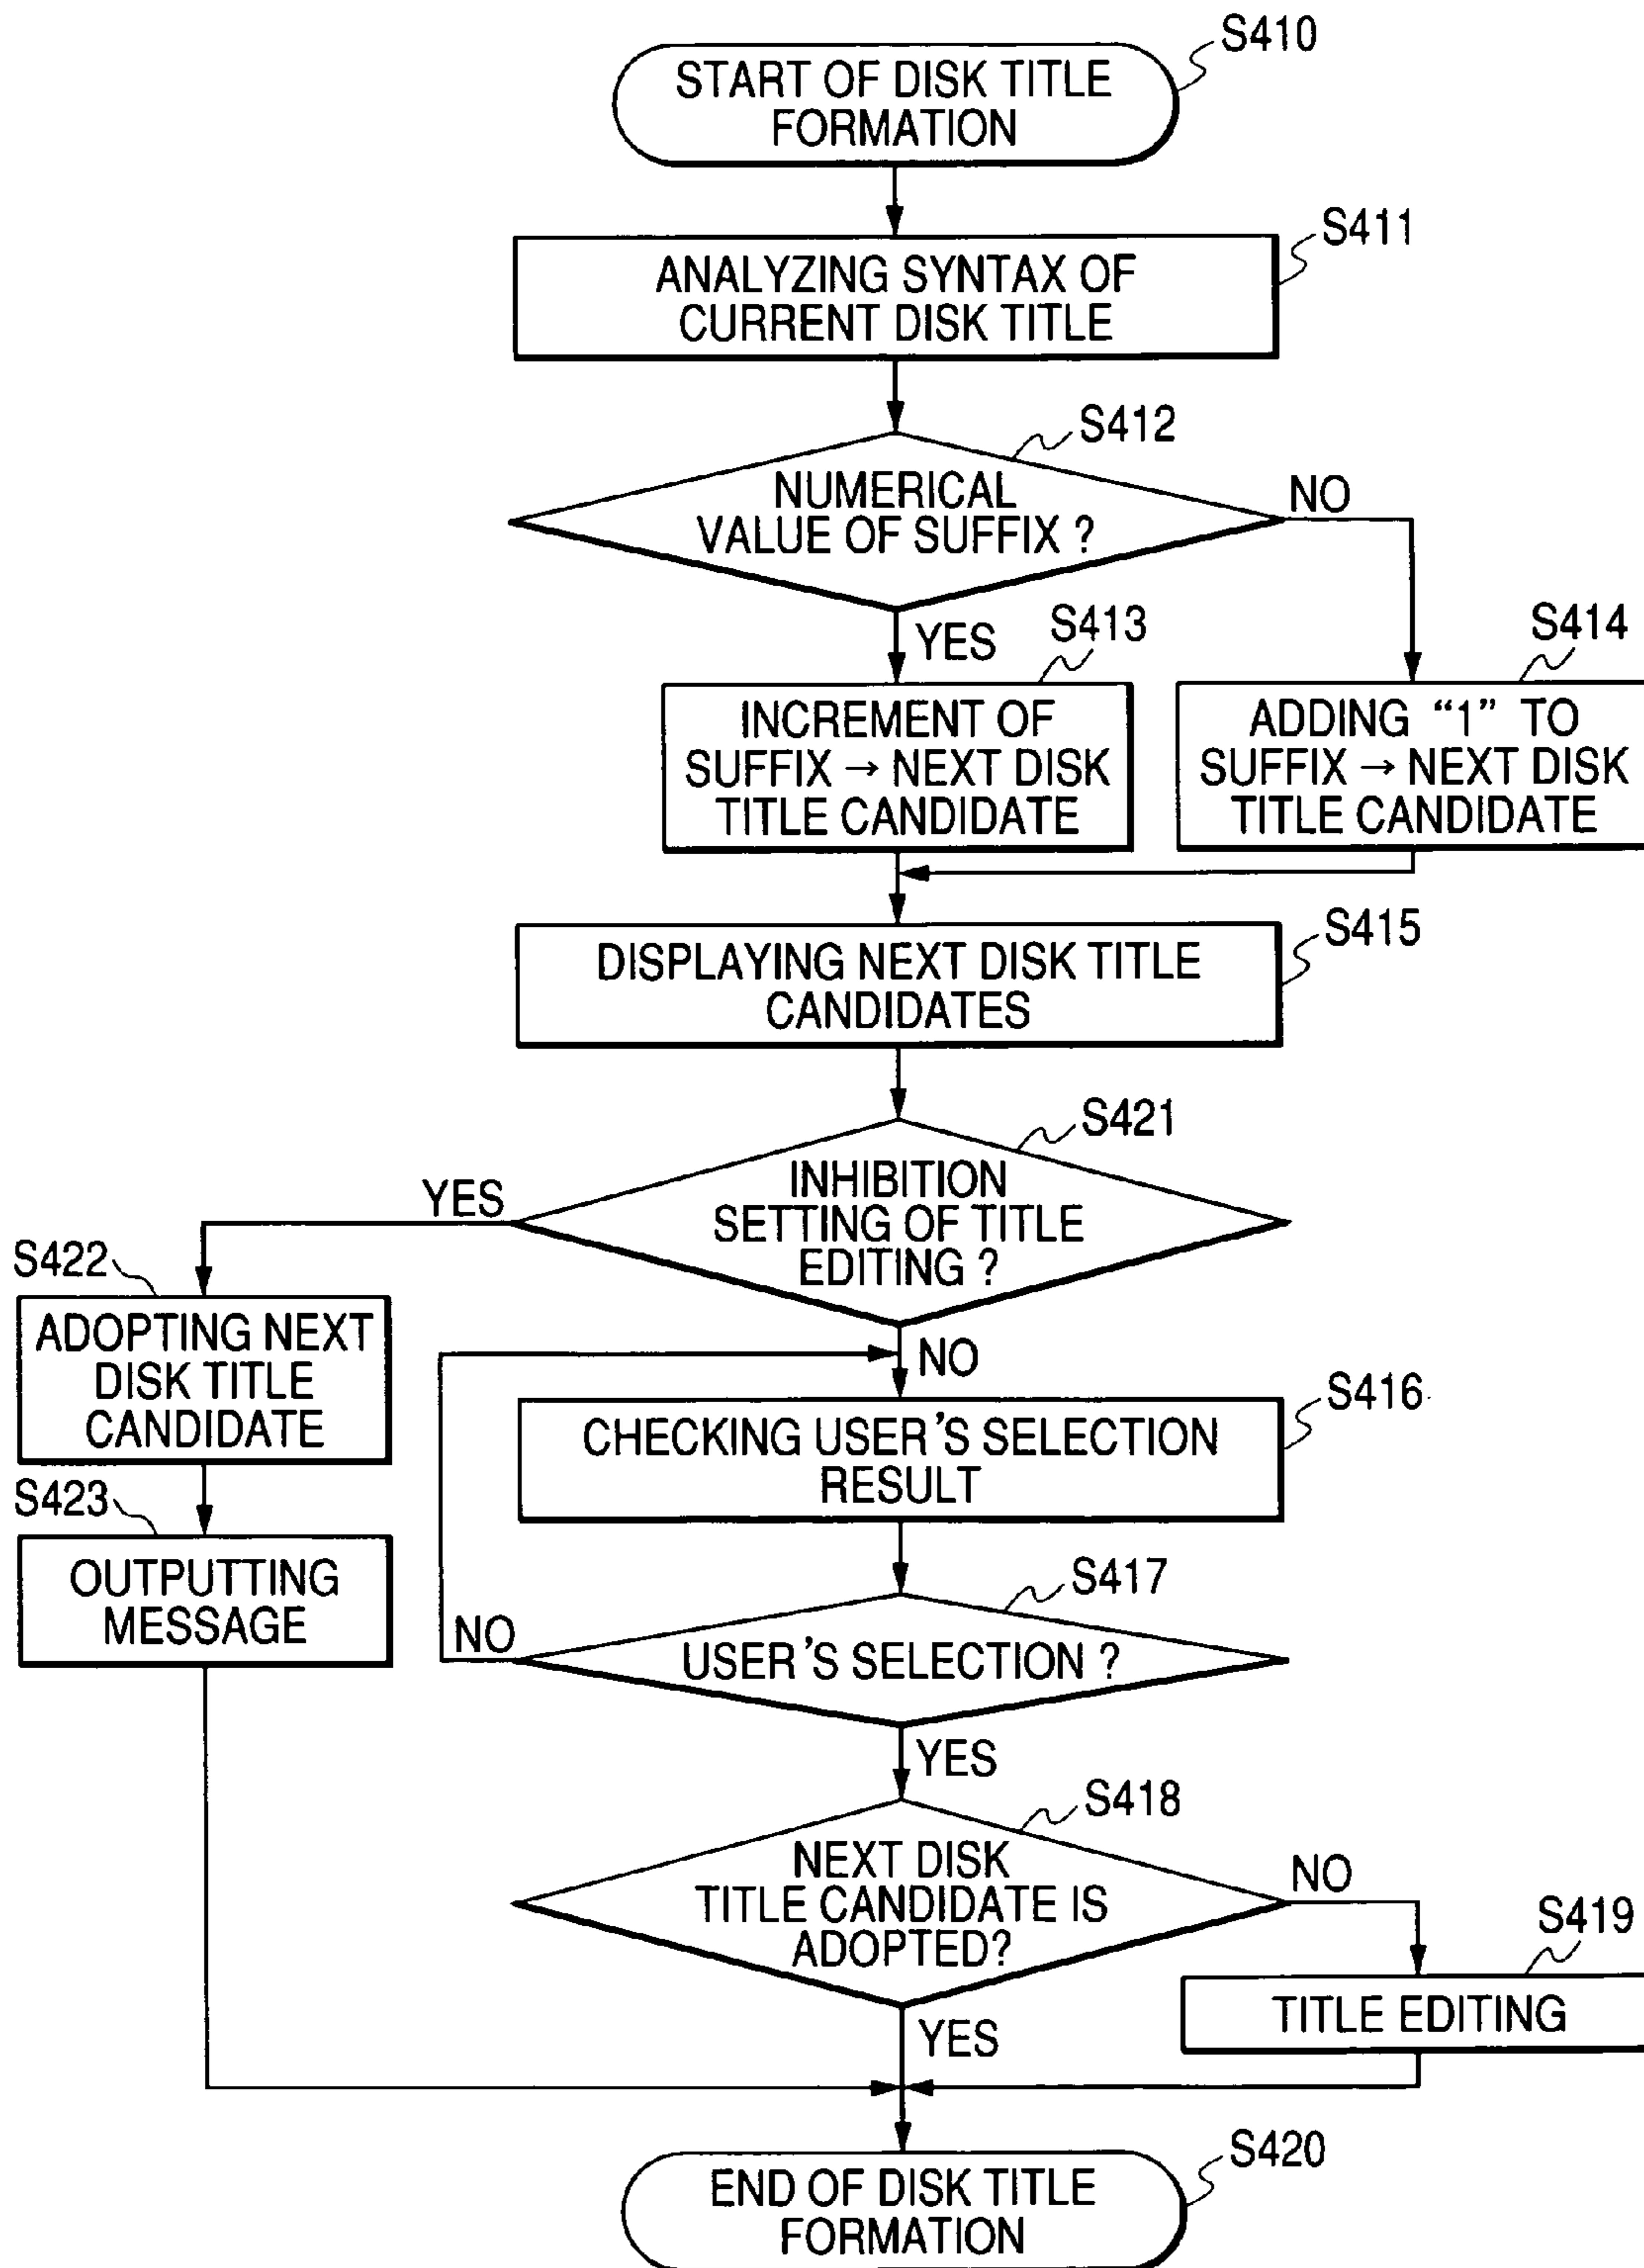 S410
START OF DISK TITLE
FORMATION
S411
ANALYZING SYNTAX OF
CURRENT DISK TITLE
S412
NUMERICAL
VALUE OF SUFFIX ?
NO
YES
S413
S414
INCREMENT OF
SUFFIX → NEXT DISK
TITLE CANDIDATE
ADDING “1” TO
SUFFIX → NEXT DISK
TITLE CANDIDATE
S415
DISPLAYING NEXT DISK TITLE
CANDIDATES
S421
INHIBITION
SETTING OF TITLE
EDITING ?
YES
S422
ADOPTING NEXT
DISK TITLE
CANDIDATE
NO
S416
CHECKING USER'S SELECTION
RESULT
S423
OUTPUTTING
MESSAGE
S417
USER'S SELECTION ?
NO
YES
S418
NEXT DISK
TITLE CANDIDATE IS
ADOPTED?
NO
S419
TITLE EDITING
YES
S420
END OF DISK TITLE
FORMATION